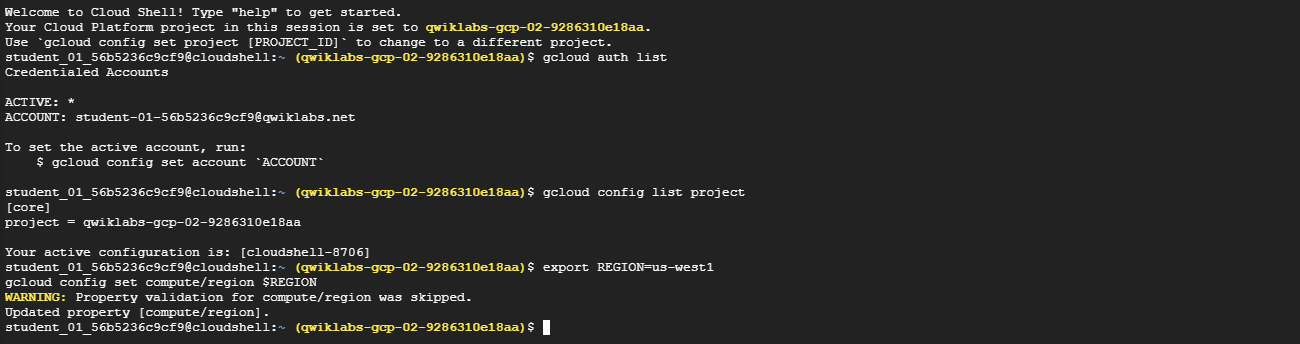 Welcome to Cloud Shell! Type "help" to get started.
Your Cloud Platform project in this session is set to qwiklabs-gcp-02-9286310e18aa.
Use `gcloud config set project [PROJECT_ID]` to change to a different project.
student_01_56b5236c9cf9@cloudshell:~ (qwiklabs-gcp-02-9286310e18aa)$ gcloud auth list
Credentialed Accounts
ACTIVE: *
ACCOUNT: student-01-56b5236c9cf9@qwiklabs.net
To set the active account, run:
    $ gcloud config set account `ACCOUNT`
student_01_56b5236c9cf9@cloudshell:~ (qwiklabs-gcp-02-9286310e18aa)$ gcloud config list project
[core]
project = qwiklabs-gcp-02-9286310e18aa
Your active configuration is: [cloudshell-8706]
student_01_56b5236c9cf9@cloudshell:~ (qwiklabs-gcp-02-9286310e18aa)$ export REGION=us-west1
gcloud config set compute/region $REGION
WARNING: Property validation for compute/region was skipped.
Updated property [compute/region].
student_01_56b5236c9cf9@cloudshell:~ (qwiklabs-gcp-02-9286310e18aa)$